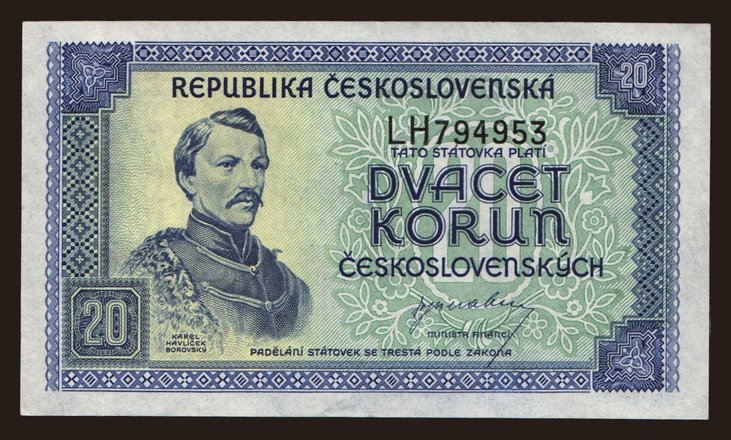 20
REPUBLIKA ČESKOSLOVENSKÁ
LH794953
TATO STÁTOVKA PLATÍ
DVACET
KORUN
ČESKOSLOVENSKÝCH
MINISTR FINANCÍ
20
KAREL
HAVLÍČEK
BOROVSKÝ
PADĚLÁNÍ STÁTOVEK SE TRESTÁ PODLE ZÁKONA